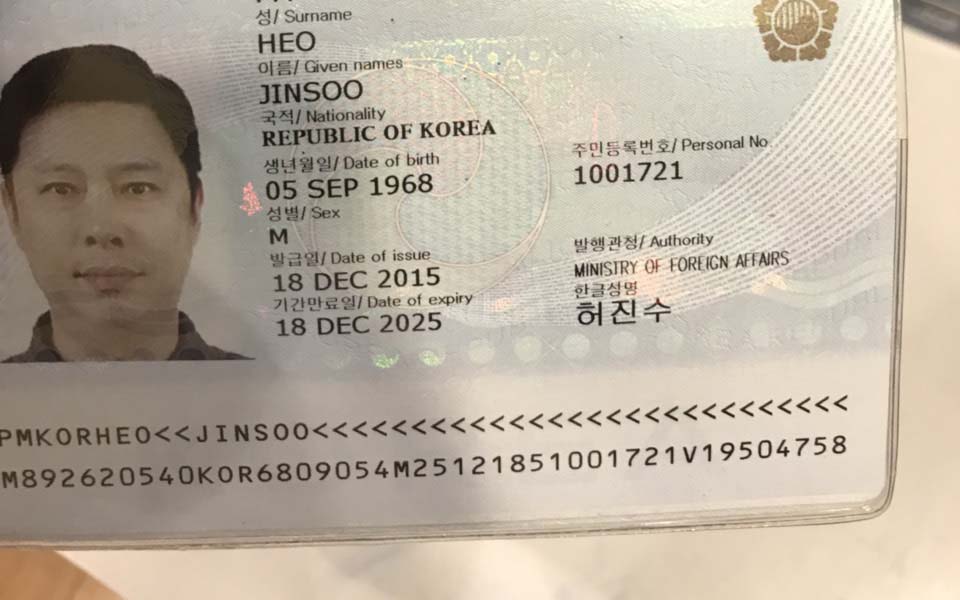 성/ Surname
HEO
이름/ Given names
JINSOO
국적/ Nationality
REPUBLIC OF KOREA
생년월일/ Date of birth
05 SEP 1968
주민등록번호/ Personal No.
1001721
성별/ Sex
M
발급일/ Date of issue
18 DEC 2015
발행관청/ Authority
MINISTRY OF FOREIGN AFFAIRS
기간만료일/ Date of expiry
18 DEC 2025
한글성명
허진수
PMKORHEO<<JINSOO<<<<<<<<<<<<<<<<<<<<<<<<<<<<
M892620540KOR6809054M25121851001721V19504758